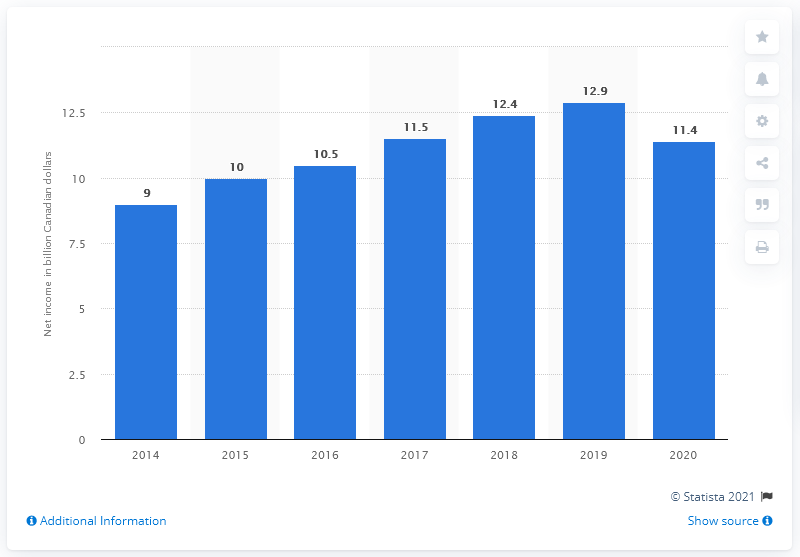 Net income in billion Canadian dollars
12.5
10
7.5
5
2.5
0
9
10
10.5
11.5
12.4
12.9
11.4
2014 2015 2016 2017 2018 2019 2020
© Statista 2021
Additional Information
Show source